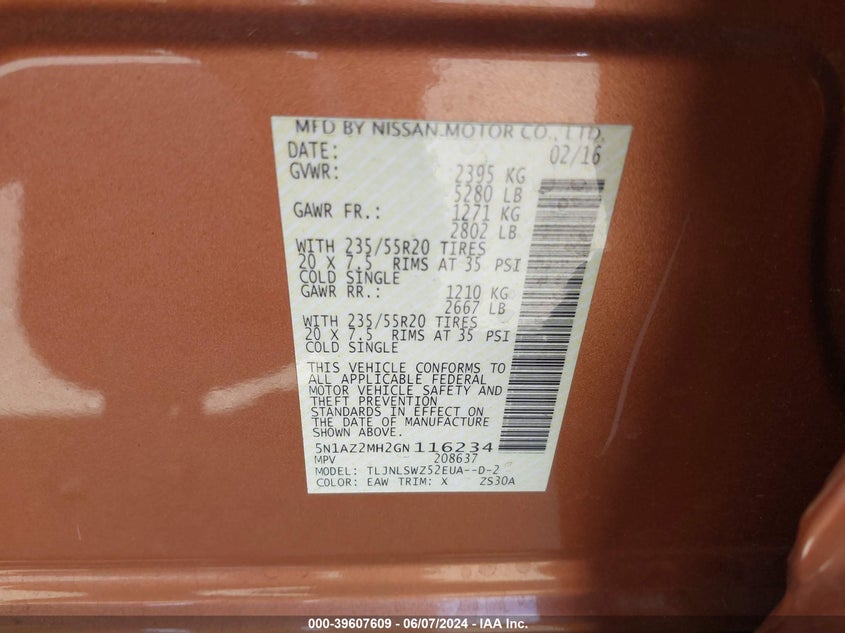 MFD BY NISSAN MOTOR CO., LTD.
DATE: 02/16
GVWR: 2395 KG
5280 LB
GAWR FR.: 1271 KG
2802 LB
WITH 235/55R20 TIRES
20 X 7.5 RIMS AT 35 PSI
COLD SINGLE
GAWR RR.: 1210 KG
2667 LB
WITH 235/55R20 TIRES
20 X 7.5 RIMS AT 35 PSI
COLD SINGLE
THIS VEHICLE CONFORMS TO
ALL APPLICABLE FEDERAL
MOTOR VEHICLE SAFETY AND
THEFT PREVENTION
STANDARDS IN EFFECT ON
THE DATE OF MANUFACTURE
SHOWN ABOVE.
5N1AZ2MH2GN116234
MPV 208637
MODEL: TLJNLSWZ52EUA--D-2
COLOR: EAW TRIM: X ZS30A
000-39607609 - 06/07/2024 - IAA Inc.